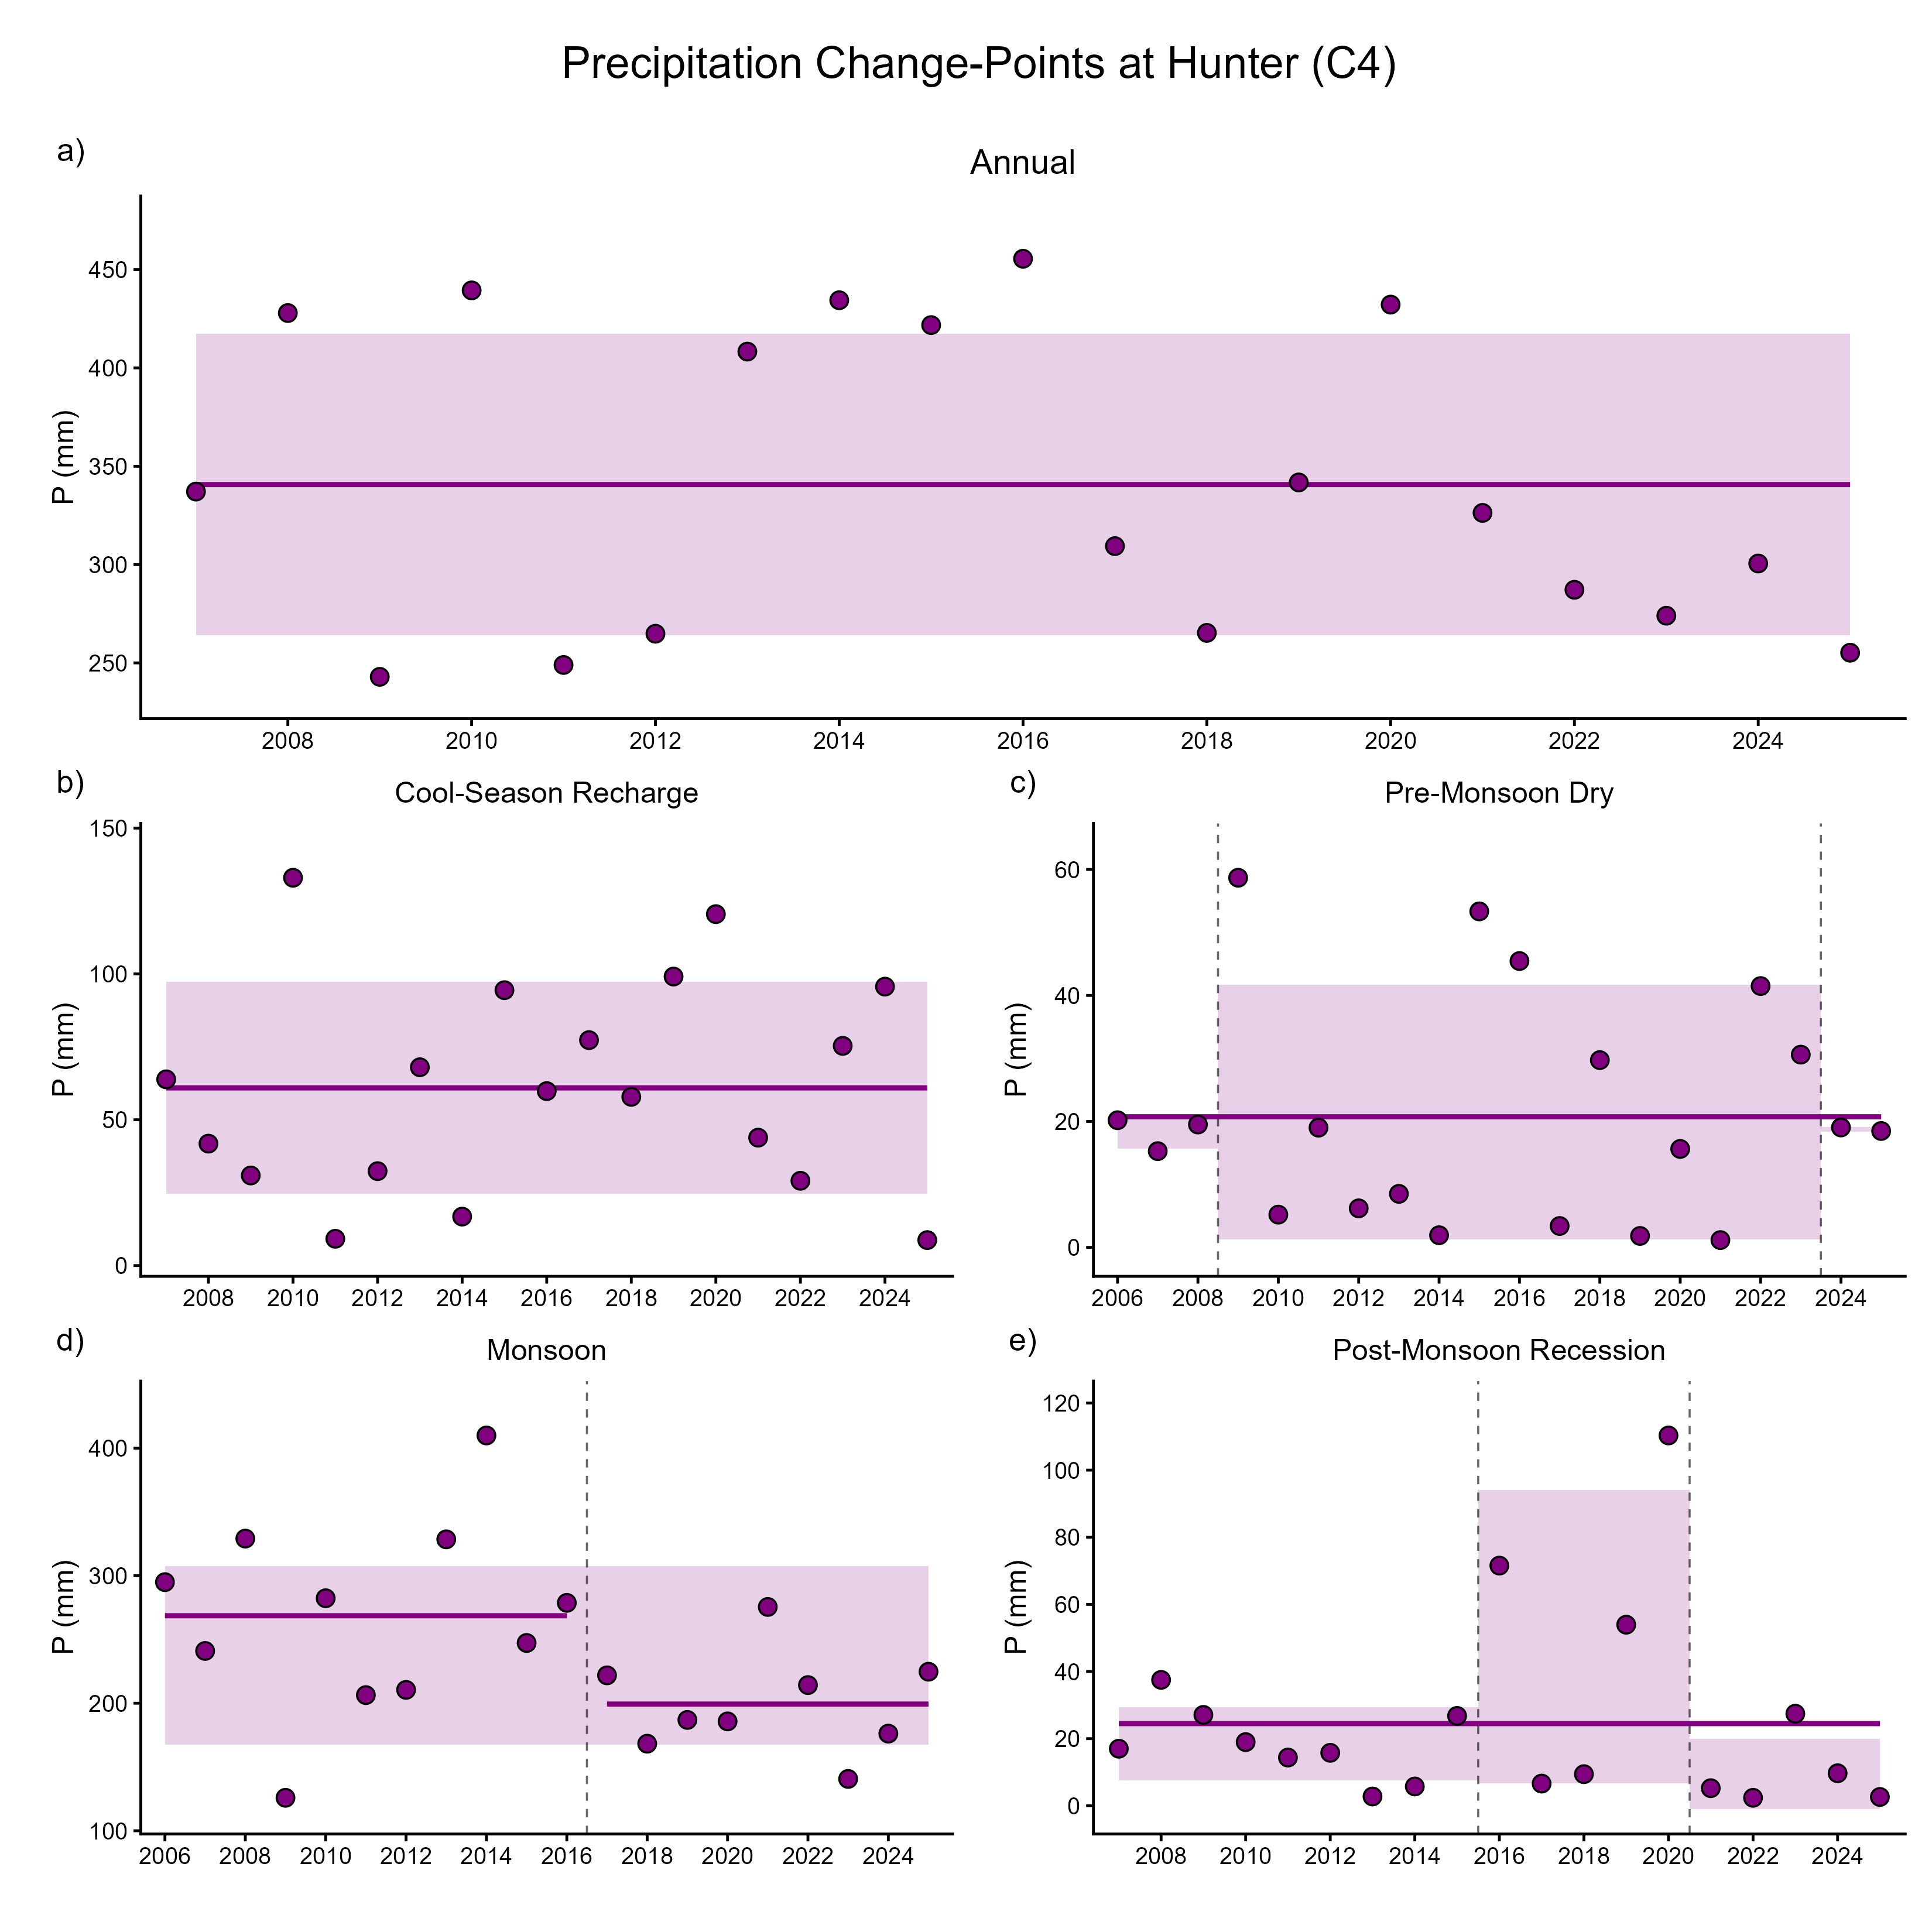 Precipitation Change-Points at Hunter (C4)
a)
Annual
P (mm)
450
400
350
300
250
2008 2010 2012 2014 2016 2018 2020 2022 2024
b)
Cool-Season Recharge
P (mm)
150
100
50
0
2008 2010 2012 2014 2016 2018 2020 2022 2024
c)
Pre-Monsoon Dry
P (mm)
60
40
20
0
2006 2008 2010 2012 2014 2016 2018 2020 2022 2024
d)
Monsoon
P (mm)
400
300
200
100
2006 2008 2010 2012 2014 2016 2018 2020 2022 2024
e)
Post-Monsoon Recession
P (mm)
120
100
80
60
40
20
0
2008 2010 2012 2014 2016 2018 2020 2022 2024